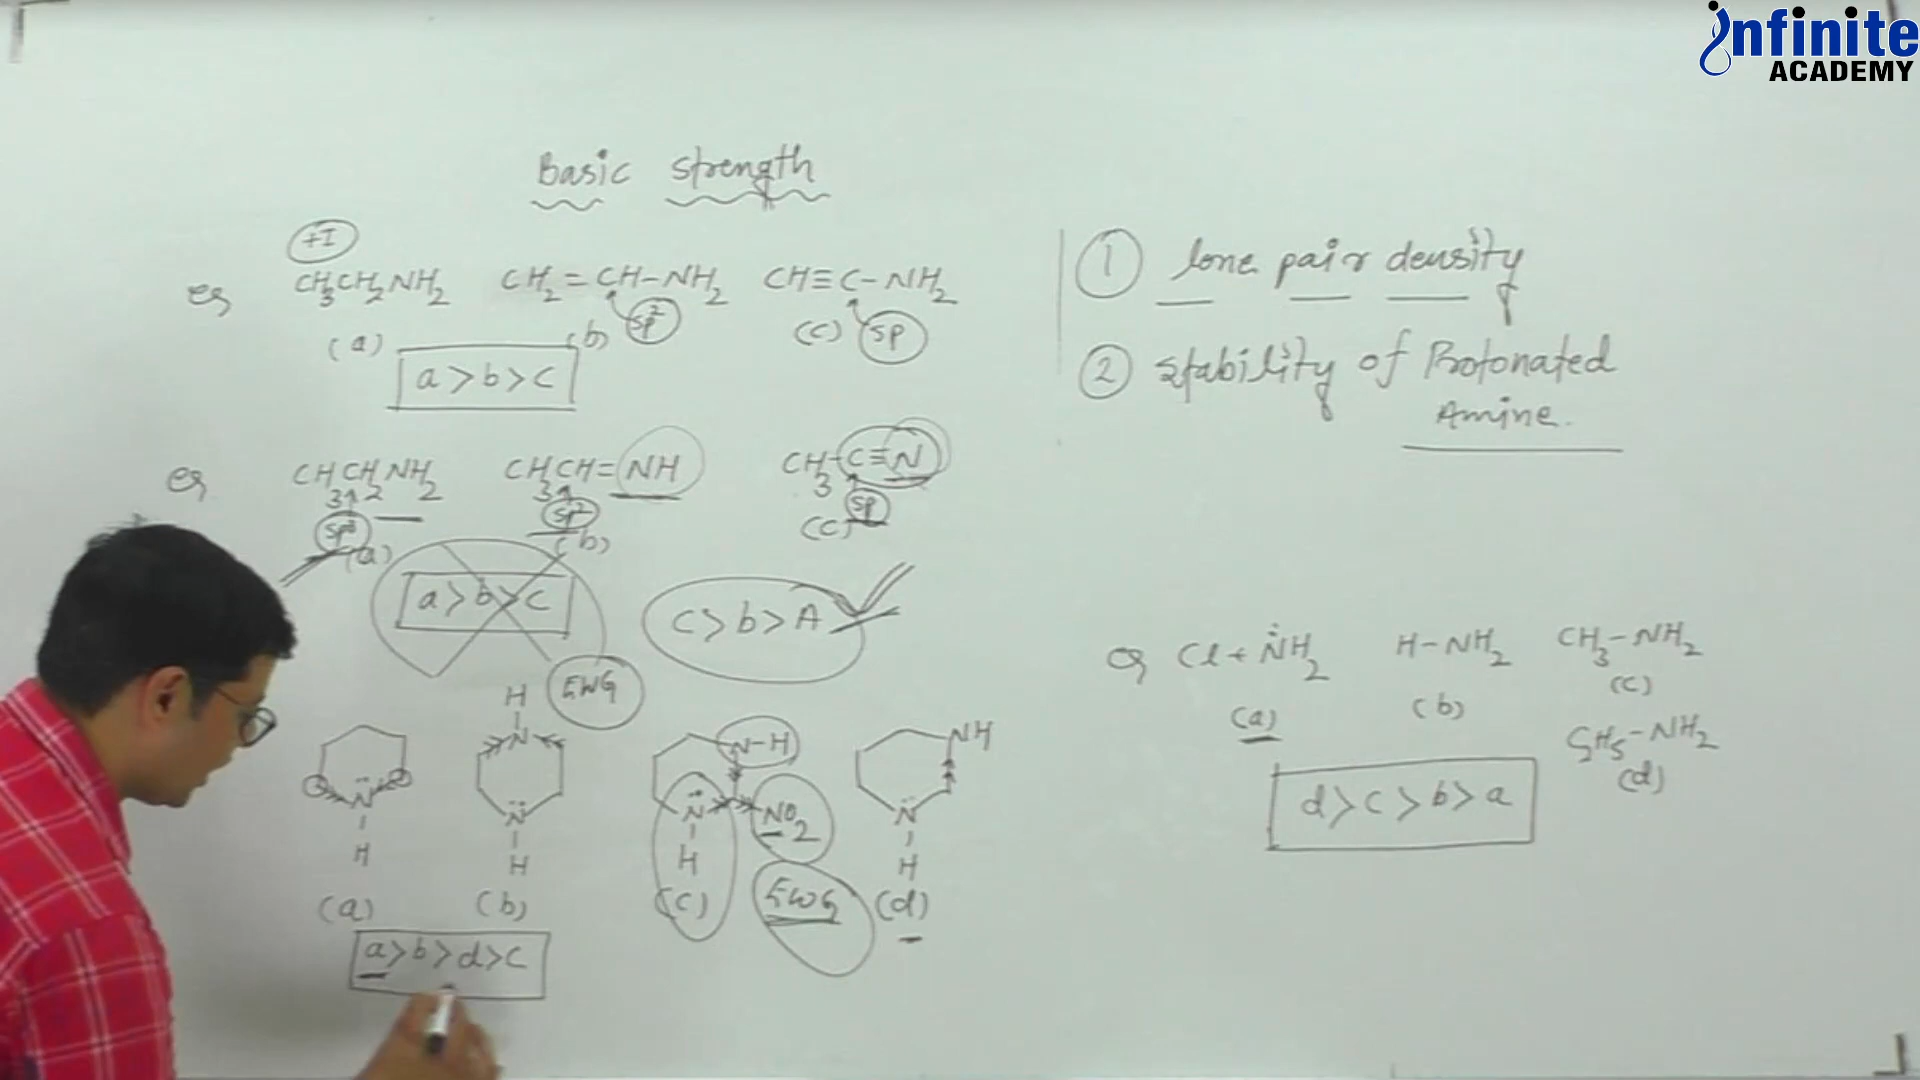 infinite
ACADEMY
Basic strength
+I
eg CH3CH2NH2 CH2=CH-NH2 CH≡C-NH2
(a) (b) sp2 (c) sp
a>b>c
① lone pair density
② stability of Protonated
Amine.
eg CH3CH2NH2 CH3CH=NH CH3-C≡N
sp3 sp2 sp
(a) (b) (c)
a>b>c
c>b>A
EWG
H
N N-H NH
N N N NO2 N
H H H H
(a) (b) (c) EWG (d)
a>b>d>c
eg Cl-NH2 H-NH2 CH3-NH2
(a) (b) (c)
C2H5-NH2
(d)
d>c>b>a